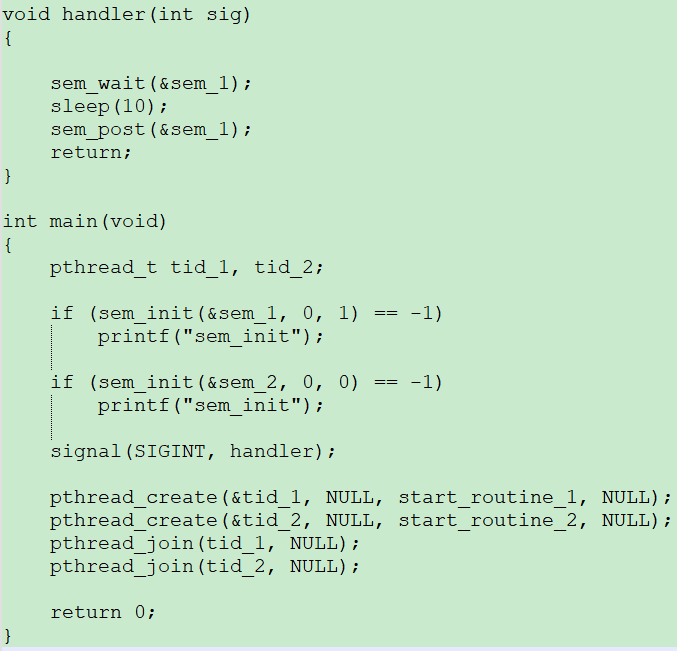 void handler(int sig)
{
    sem_wait(&sem_1);
    sleep(10);
    sem_post(&sem_1);
    return;
}
int main(void)
{
    pthread_t tid_1, tid_2;
    if (sem_init(&sem_1, 0, 1) == -1)
        printf("sem_init");
    if (sem_init(&sem_2, 0, 0) == -1)
        printf("sem_init");
    signal(SIGINT, handler);
    pthread_create(&tid_1, NULL, start_routine_1, NULL);
    pthread_create(&tid_2, NULL, start_routine_2, NULL);
    pthread_join(tid_1, NULL);
    pthread_join(tid_2, NULL);
    return 0;
}